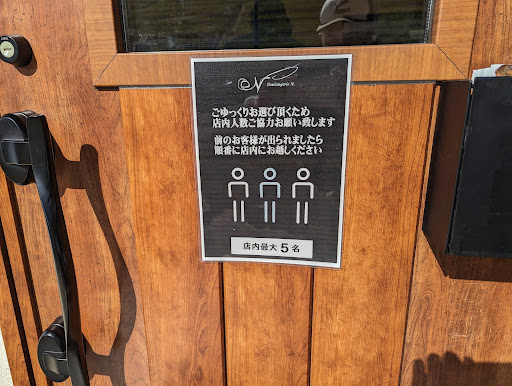 N
Boulangerie N.
ごゆっくりお選び頂くため
店内人数ご協力お願い致します
前のお客様が出られましたら
順番に店内にお越しください
店内最大 5 名